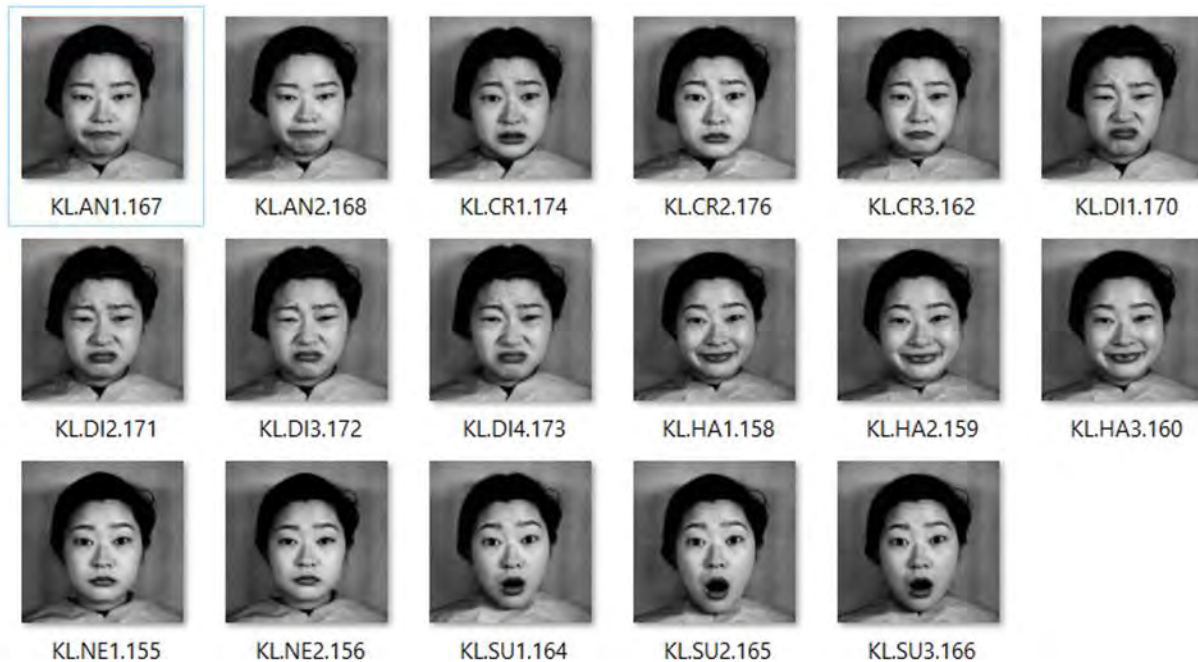 KL.AN1.167 KL.AN2.168 KL.CR1.174 KL.CR2.176 KL.CR3.162 KL.DI1.170
KL.DI2.171 KL.DI3.172 KL.DI4.173 KL.HA1.158 KL.HA2.159 KL.HA3.160
KL.NE1.155 KL.NE2.156 KL.SU1.164 KL.SU2.165 KL.SU3.166